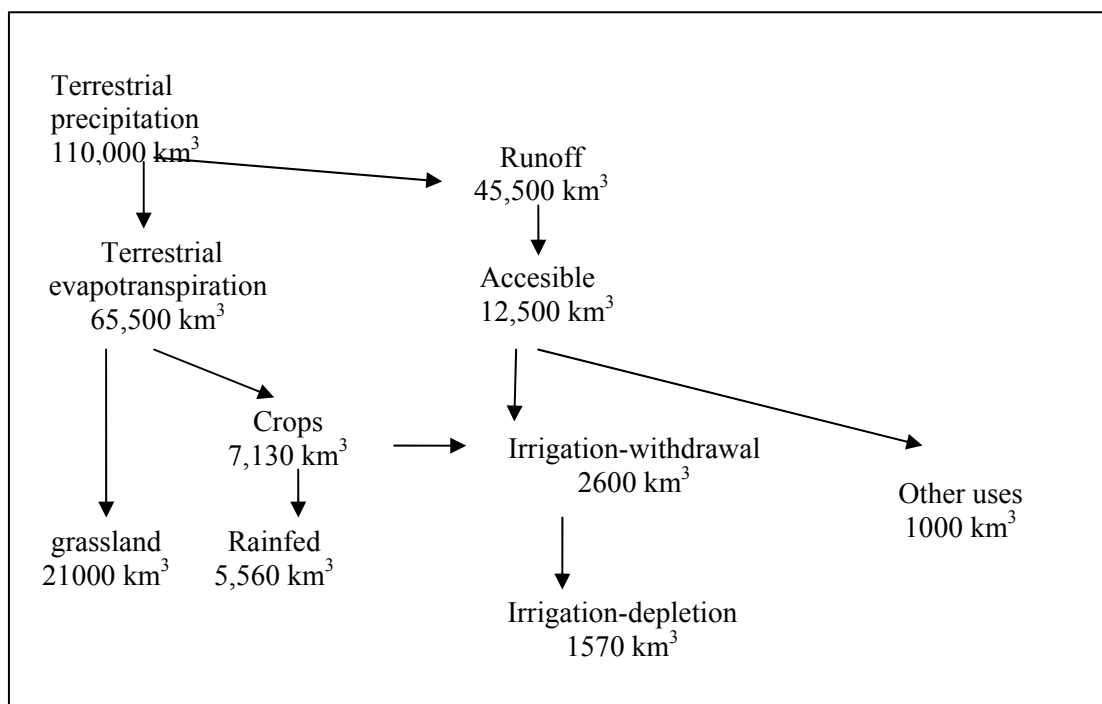 Terrestrial
precipitation
110,000 km³
Runoff
45,500 km³
Terrestrial
evapotranspiration
65,500 km³
Accesible
12,500 km³
Crops
7,130 km³
Irrigation-withdrawal
2600 km³
Other uses
1000 km³
grassland
21000 km³
Rainfed
5,560 km³
Irrigation-depletion
1570 km³